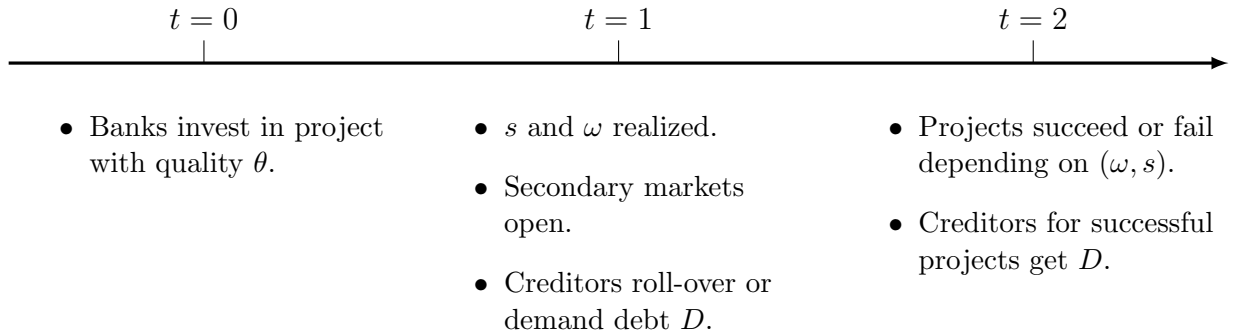 t = 0
t = 1
t = 2
• Banks invest in project
with quality θ.
• s and ω realized.
• Secondary markets
open.
• Creditors roll-over or
demand debt D.
• Projects succeed or fail
depending on (ω, s).
• Creditors for successful
projects get D.